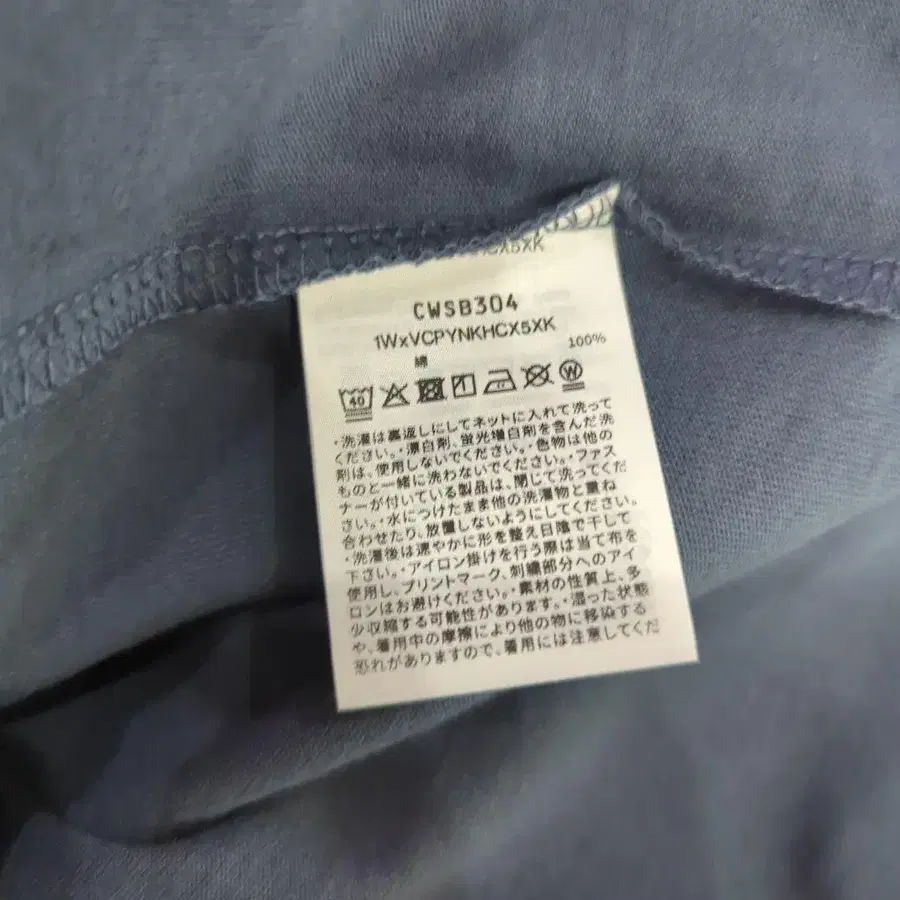 CX5XK
CWSB304
1WxVCPYNKHCX5XK
綿 100%
40 W
・洗濯は裏返しにしてネットに入れて洗って
ください。・漂白剤、蛍光増白剤を含んだ洗
剤は、使用しないでください。・色物は他の
ものと一緒に洗わないでください。・ファス
ナーが付いている製品は、閉じて洗ってくだ
さい。・水につけたまま他の洗濯物と重ね
合わせたり、放置しないようにしてください。
・洗濯後は速やかに形を整え日陰で干して
下さい。・アイロン掛けを行う際は当て布を
使用し、プリントマーク、刺繍部分へのアイ
ロンはお避けください。・素材の性質上、多
少収縮する可能性があります。・湿った状態
や、着用中の摩擦により他の物に移染する
恐れがありますので、着用には注意してくだ